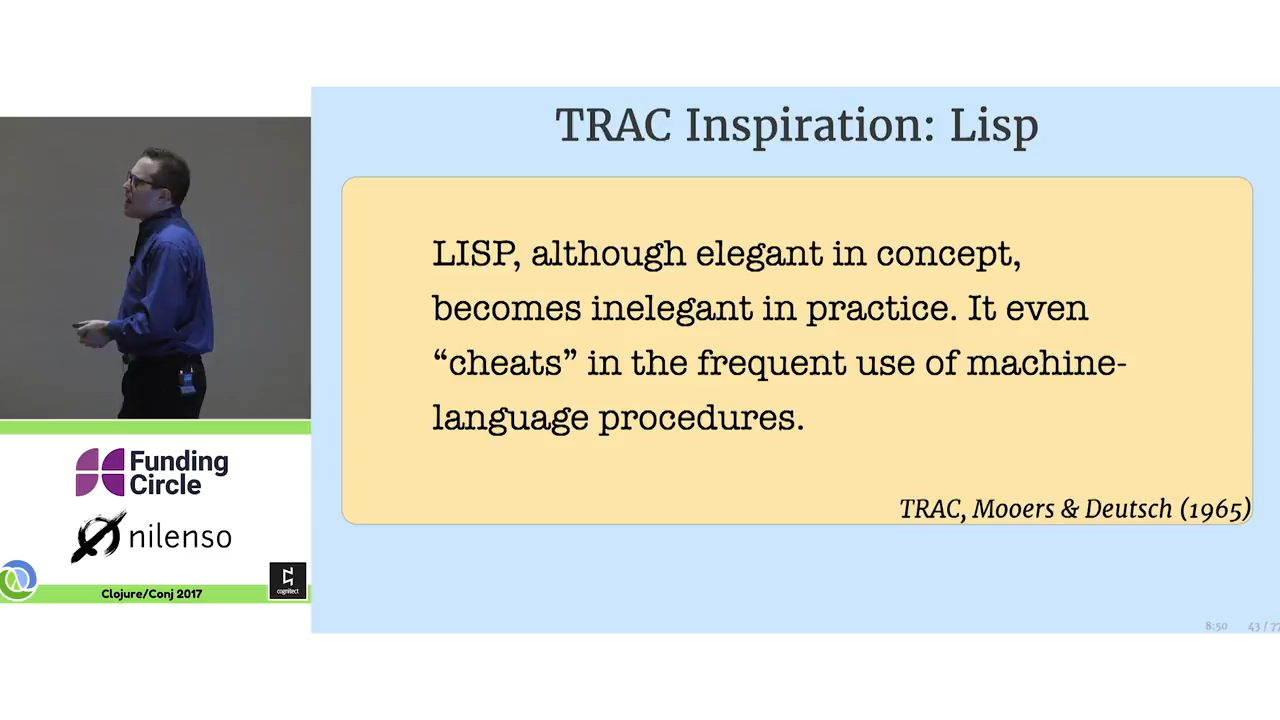 TRAC Inspiration: Lisp
LISP, although elegant in concept,
becomes inelegant in practice. It even
“cheats” in the frequent use of machine-
language procedures.
TRAC, Mooers & Deutsch (1965)
8:50 43 / 77
Funding
Circle
nilenso
Clojure/Conj 2017
cognitect